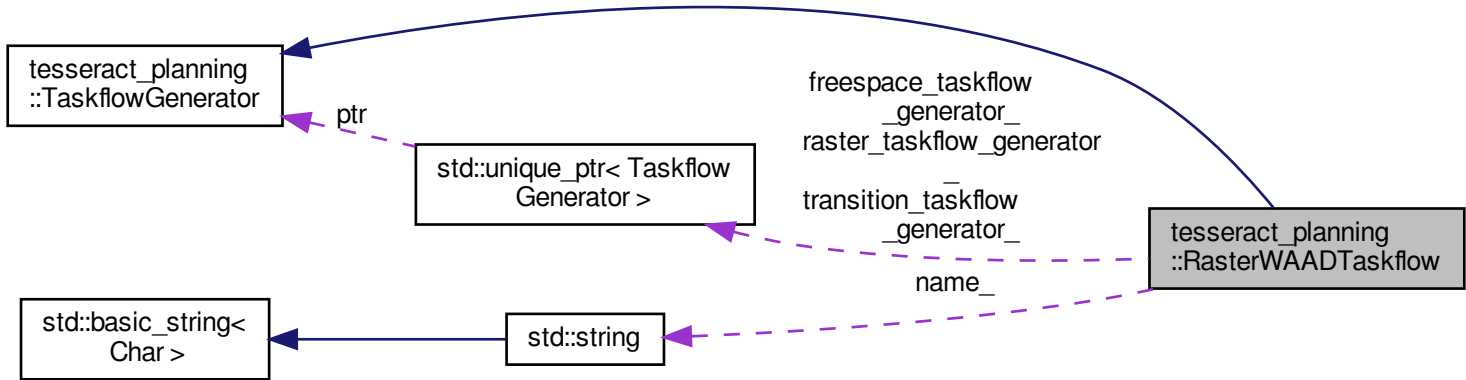 tesseract_planning
::TaskflowGenerator
ptr
std::unique_ptr< Taskflow
Generator >
freespace_taskflow
_generator_
raster_taskflow_generator
_
transition_taskflow
_generator_
tesseract_planning
::RasterWAADTaskflow
name_
std::basic_string<
Char >
std::string